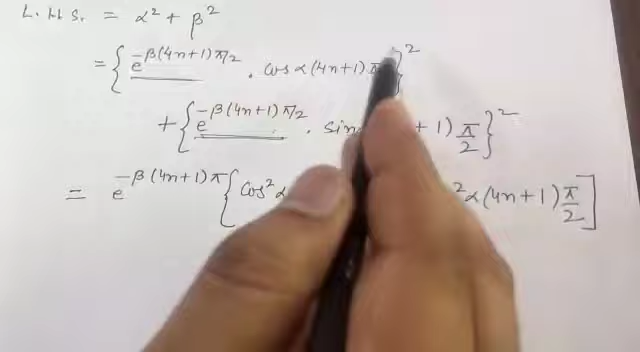 L.H.S. = α² + β²
= { e^-β(4n+1)π/2 . cos α(4n+1) π }²
+ { e^-β(4n+1)π/2 . sin + 1) π/2 }²
= e^-β(4n+1)π { cos² α ² α (4n+1) π/2 ]